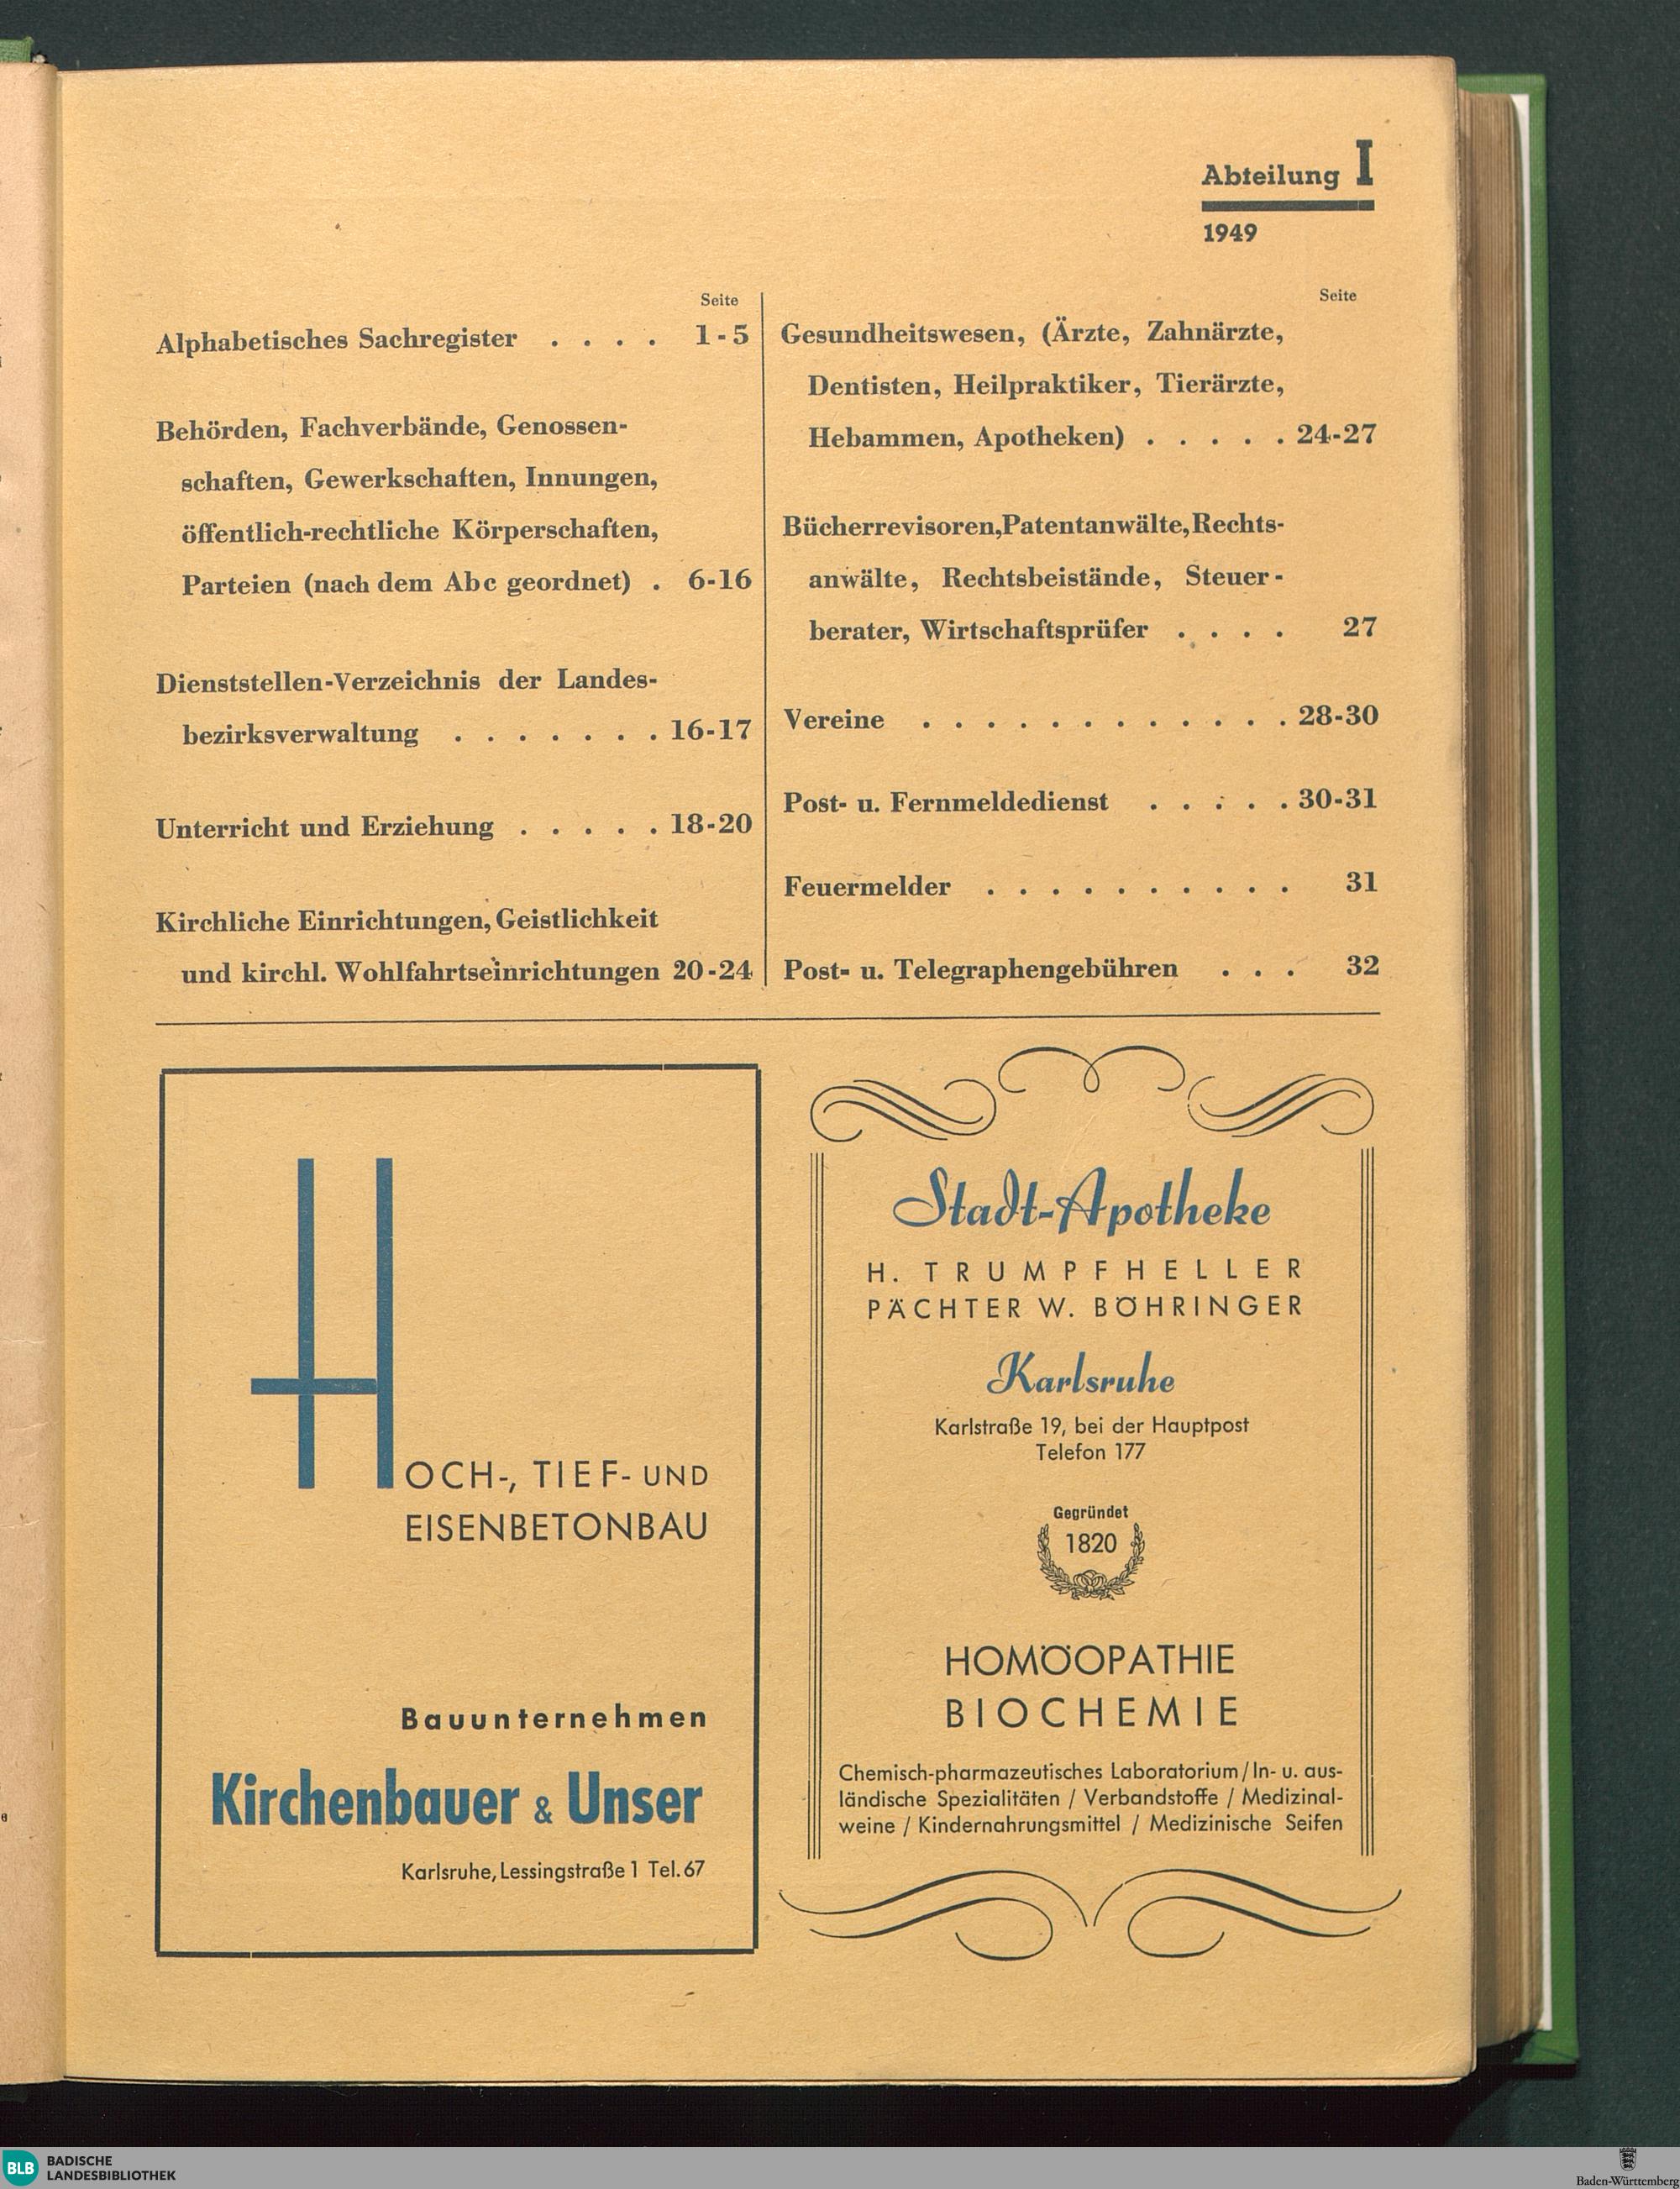 Abteilung I
1949
Seite
Alphabetisches Sachregister . . . . 1-5
Behörden, Fachverbände, Genossen-
schaften, Gewerkschaften, Innungen,
öffentlich-rechtliche Körperschaften,
Parteien (nach dem Abc geordnet) . 6-16
Dienststellen-Verzeichnis der Landes-
bezirksverwaltung . . . . . . . 16-17
Unterricht und Erziehung . . . . . 18-20
Kirchliche Einrichtungen, Geistlichkeit
und kirchl. Wohlfahrtseinrichtungen 20-24
Seite
Gesundheitswesen, (Ärzte, Zahnärzte,
Dentisten, Heilpraktiker, Tierärzte,
Hebammen, Apotheken) . . . . . 24-27
Bücherrevisoren,Patentanwälte,Rechts-
anwälte, Rechtsbeistände, Steuer-
berater, Wirtschaftsprüfer . . . . 27
Vereine . . . . . . . . . . . . 28-30
Post- u. Fernmeldedienst . . . . . 30-31
Feuermelder . . . . . . . . . . 31
Post- u. Telegraphengebühren . . . 32
HOCH-, TIEF- UND
EISENBETONBAU
Bauunternehmen
Kirchenbauer & Unser
Karlsruhe, Lessingstraße 1 Tel. 67
Stadt-Apotheke
H. TRUMPFHELLER
PÄCHTER W. BÖHRINGER
Karlsruhe
Karlstraße 19, bei der Hauptpost
Telefon 177
Gegründet
1820
HOMÖOPATHIE
BIOCHEMIE
Chemisch-pharmazeutisches Laboratorium / In- u. aus-
ländische Spezialitäten / Verbandstoffe / Medizinal-
weine / Kindernahrungsmittel / Medizinische Seifen
BLB BADISCHE
LANDESBIBLIOTHEK
Baden-Württemberg